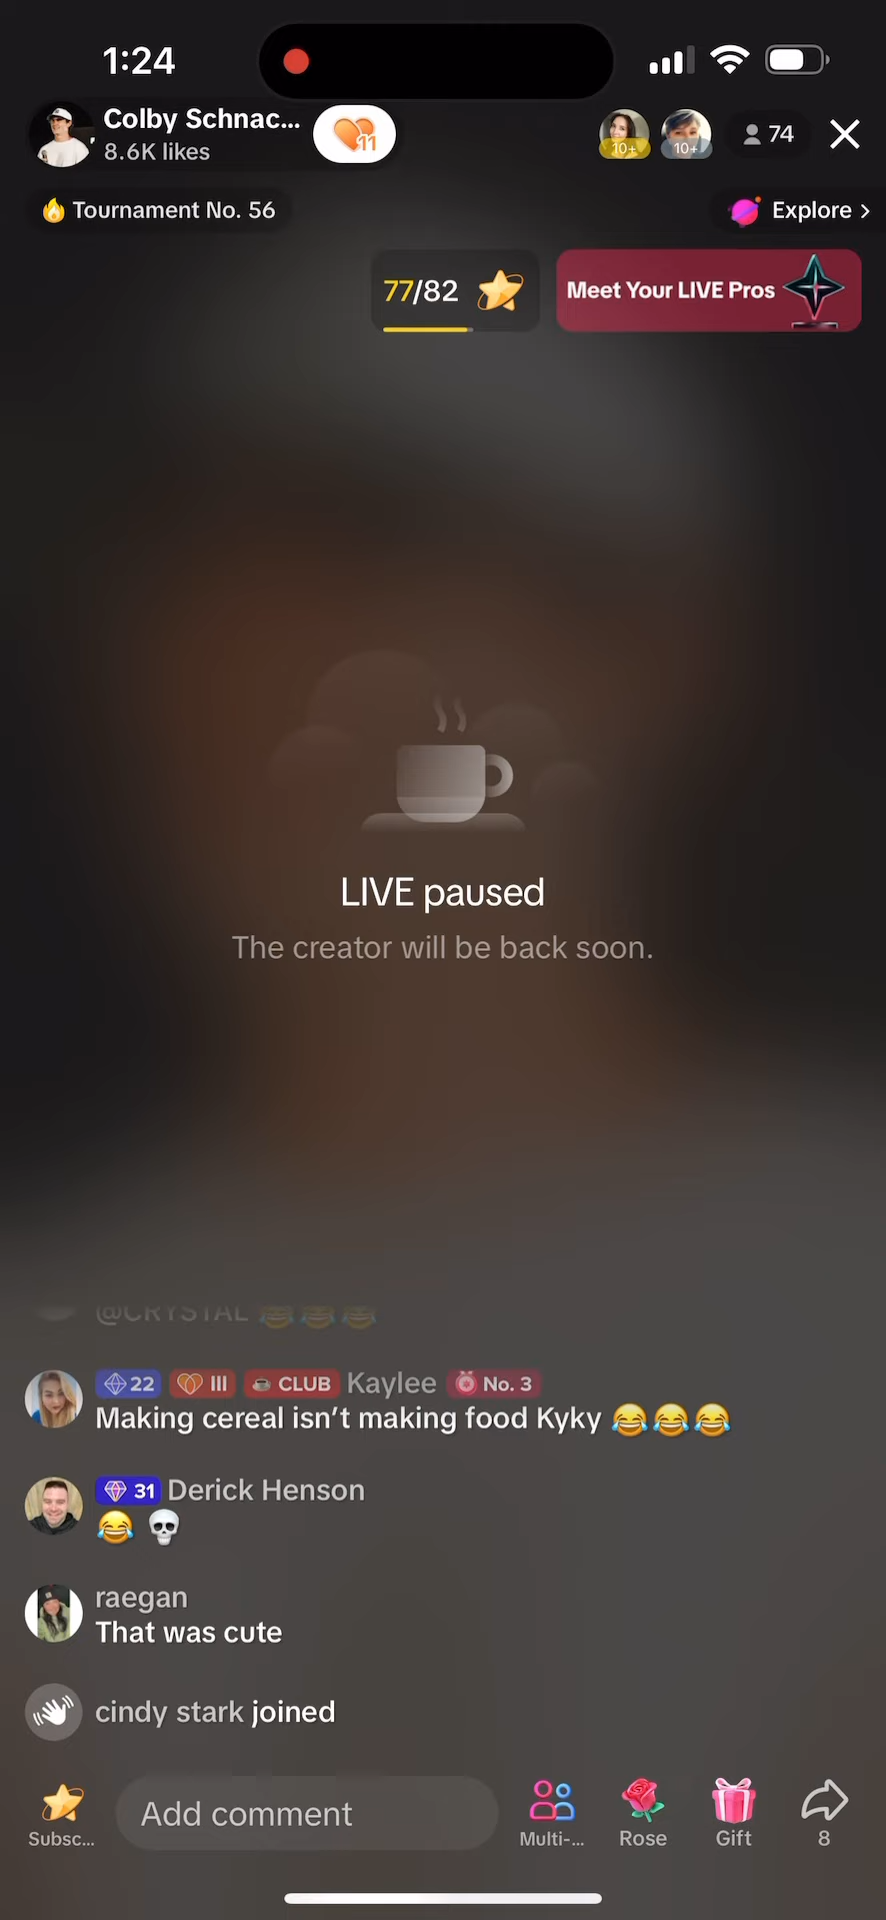 1:24
Colby Schnac...
8.6K likes
11
10+
10+
74
Tournament No. 56
Explore >
77/82
Meet Your LIVE Pros
LIVE paused
The creator will be back soon.
@CRYSTAL 😂😂😂
22 III CLUB Kaylee No. 3
Making cereal isn't making food Kyky 😂😂😂
31 Derick Henson
😂 💀
raegan
That was cute
cindy stark joined
Add comment
Subsc...
Multi-...
Rose
Gift
8